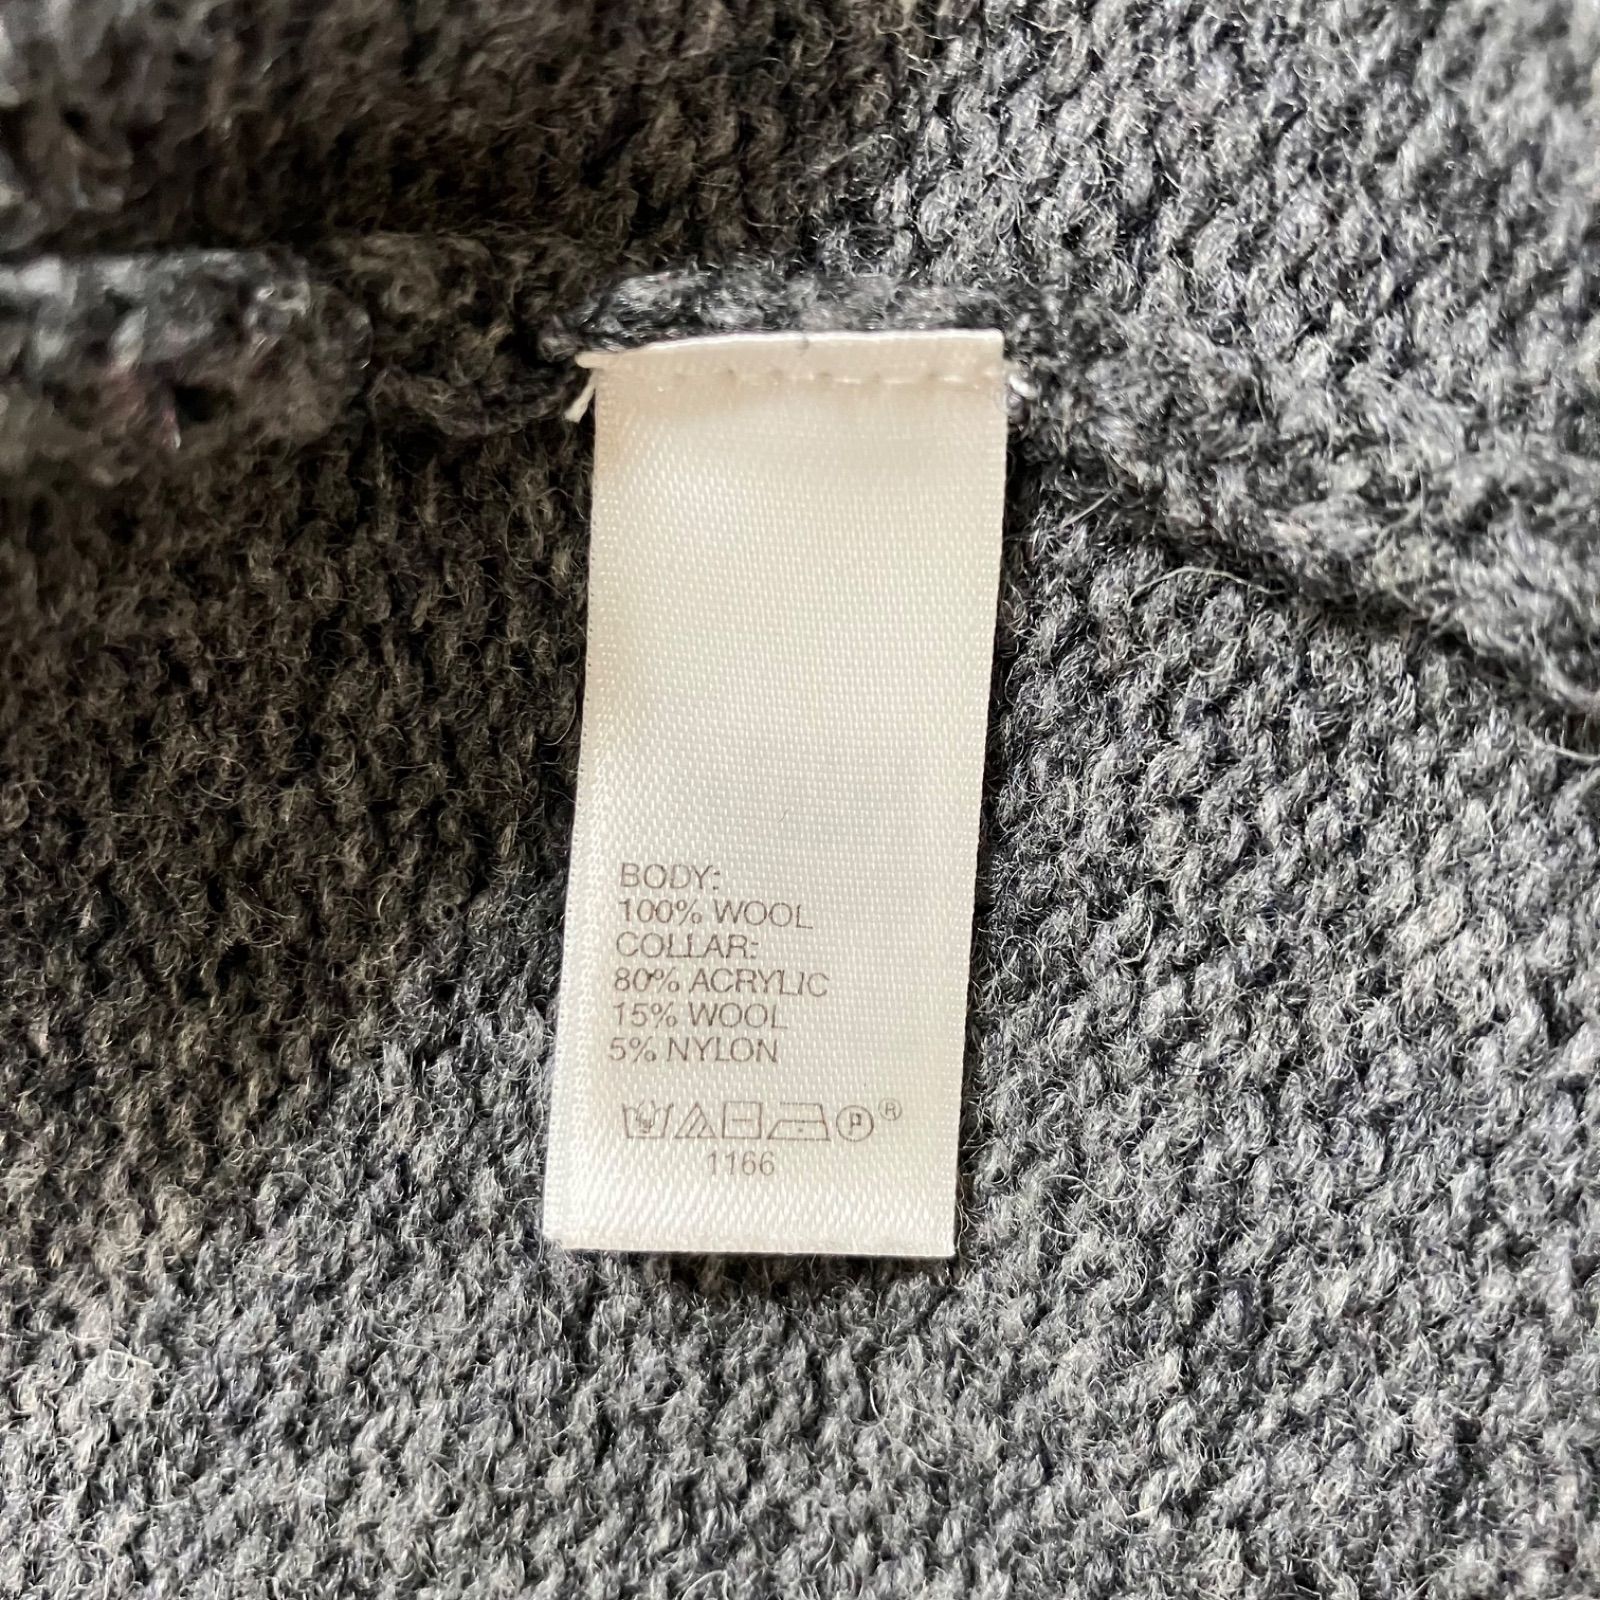 BODY:
100% WOOL
COLLAR:
80% ACRYLIC
15% WOOL
5% NYLON
P ®
1166